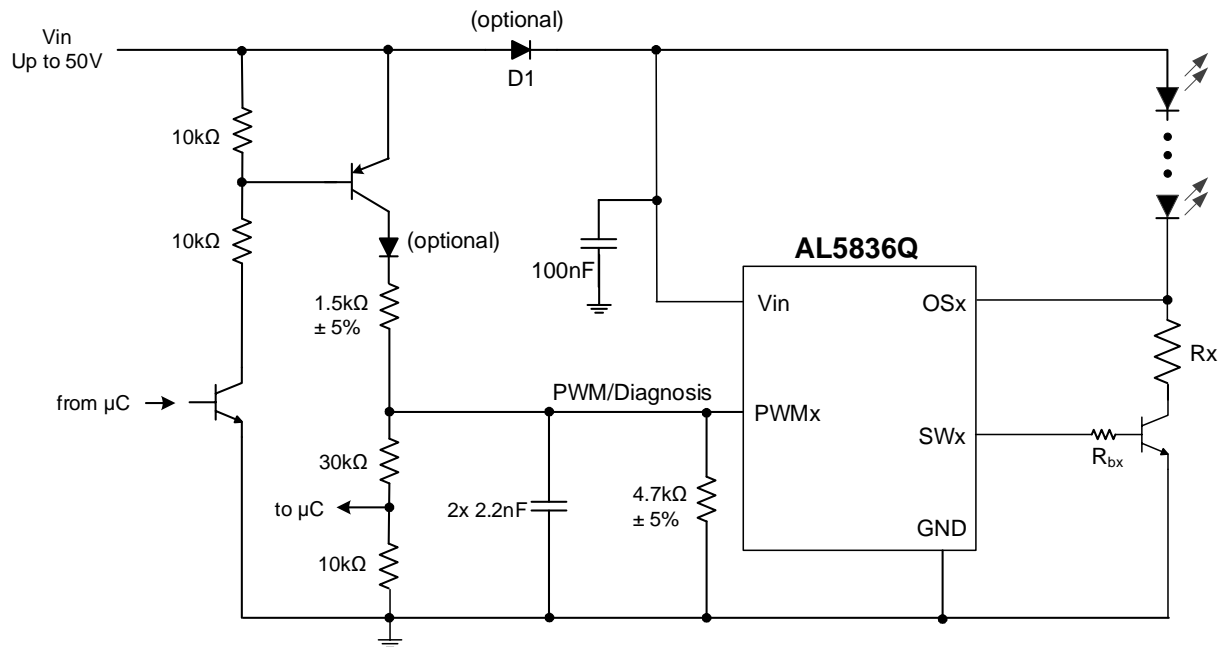 (optional)
Vin
Up to 50V
D1
10kΩ
10kΩ
(optional)
100nF
AL5836Q
1.5kΩ
± 5%
Vin
OSx
Rx
from µC
PWM/Diagnosis
PWMx
SWx
Rbx
30kΩ
to µC
2x 2.2nF
4.7kΩ
± 5%
GND
10kΩ